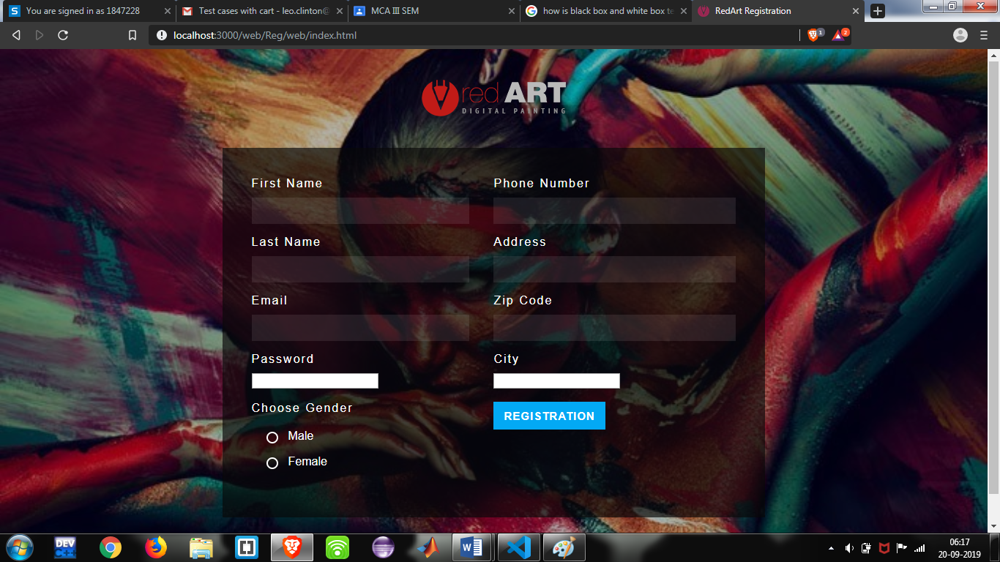 S You are signed in as 1847228
Test cases with cart - leo.clinton@
MCA III SEM
how is black box and white box te
RedArt Registration
localhost:3000/web/Reg/web/index.html
1
2
red ART
DIGITAL PAINTING
First Name
Phone Number
Last Name
Address
Email
Zip Code
Password
City
Choose Gender
REGISTRATION
Male
Female
DEV
C++
W
06:17
20-09-2019